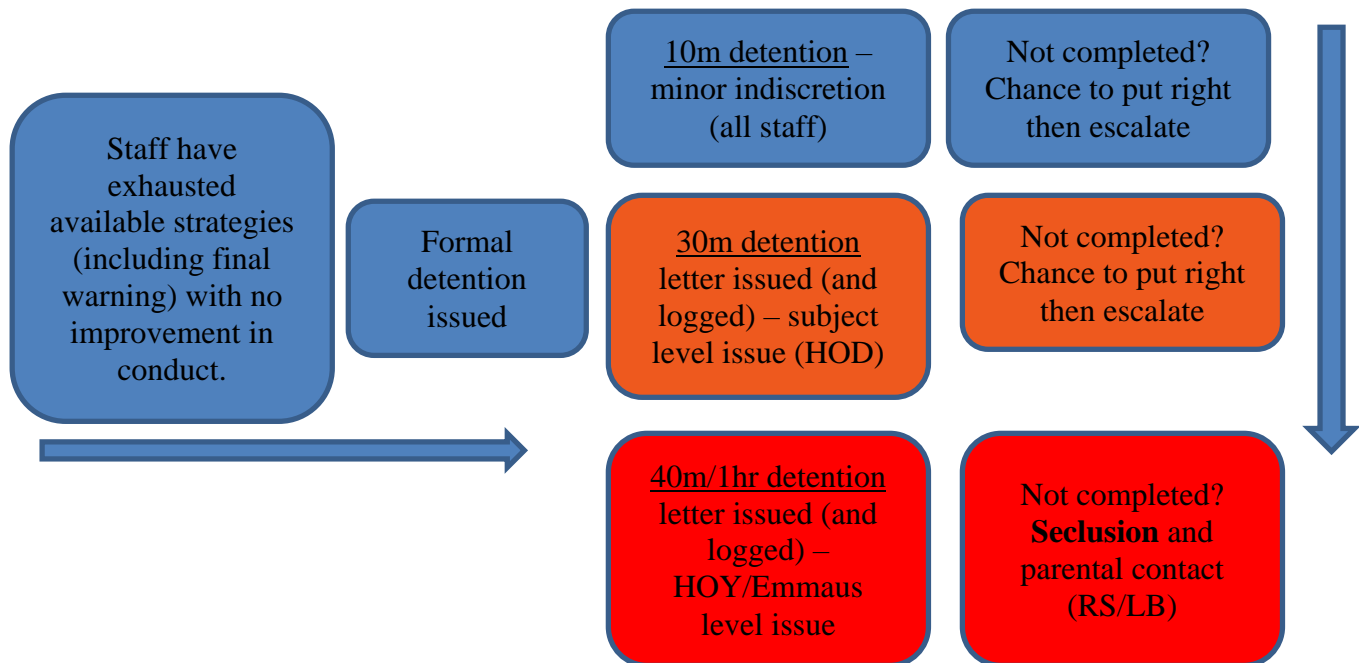 Staff have
exhausted
available strategies
(including final
warning) with no
improvement in
conduct.
Formal
detention
issued
10m detention –
minor indiscretion
(all staff)
Not completed?
Chance to put right
then escalate
30m detention
letter issued (and
logged) – subject
level issue (HOD)
Not completed?
Chance to put right
then escalate
40m/1hr detention
letter issued (and
logged) –
HOY/Emmaus
level issue
Not completed?
Seclusion and
parental contact
(RS/LB)